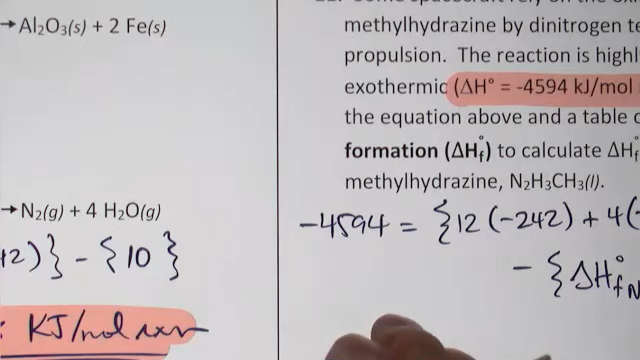 →Al₂O₃(s) + 2 Fe(s)
→N₂(g) + 4 H₂O(g)
)} - {10}
: KJ/mol rxn
methylhydrazine by dinitrogen te
propulsion. The reaction is highl
exothermic (ΔH° = -4594 kJ/mol
the equation above and a table o
formation (ΔH°f) to calculate ΔH°f
methylhydrazine, N₂H₃CH₃(l).
-4594 = {12 (-242) + 4(-
- {ΔH°f N